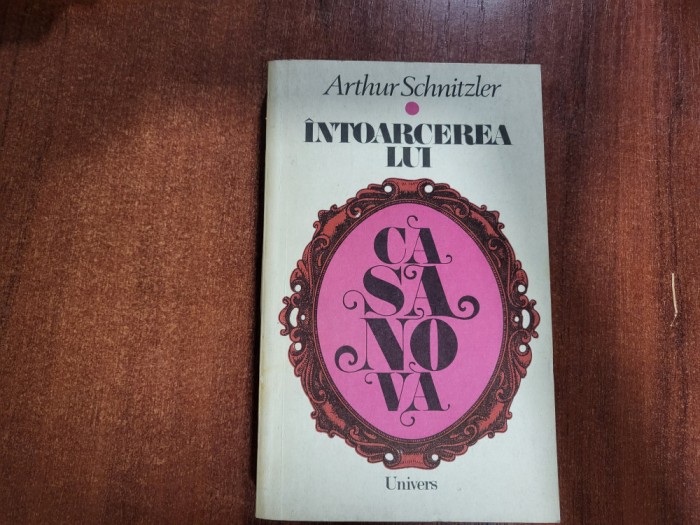 Arthur Schnitzler
ÎNTOARCEREA
LUI
CA
SA
NO
VA
Univers